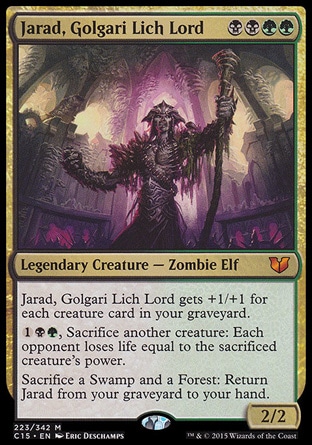 Jarad, Golgari Lich Lord
Legendary Creature — Zombie Elf
Jarad, Golgari Lich Lord gets +1/+1 for
each creature card in your graveyard.
1, Sacrifice another creature: Each
opponent loses life equal to the sacrificed
creature's power.
Sacrifice a Swamp and a Forest: Return
Jarad from your graveyard to your hand.
2/2
223/342 M
C15 • EN Eric Deschamps
™ & © 2015 Wizards of the Coast